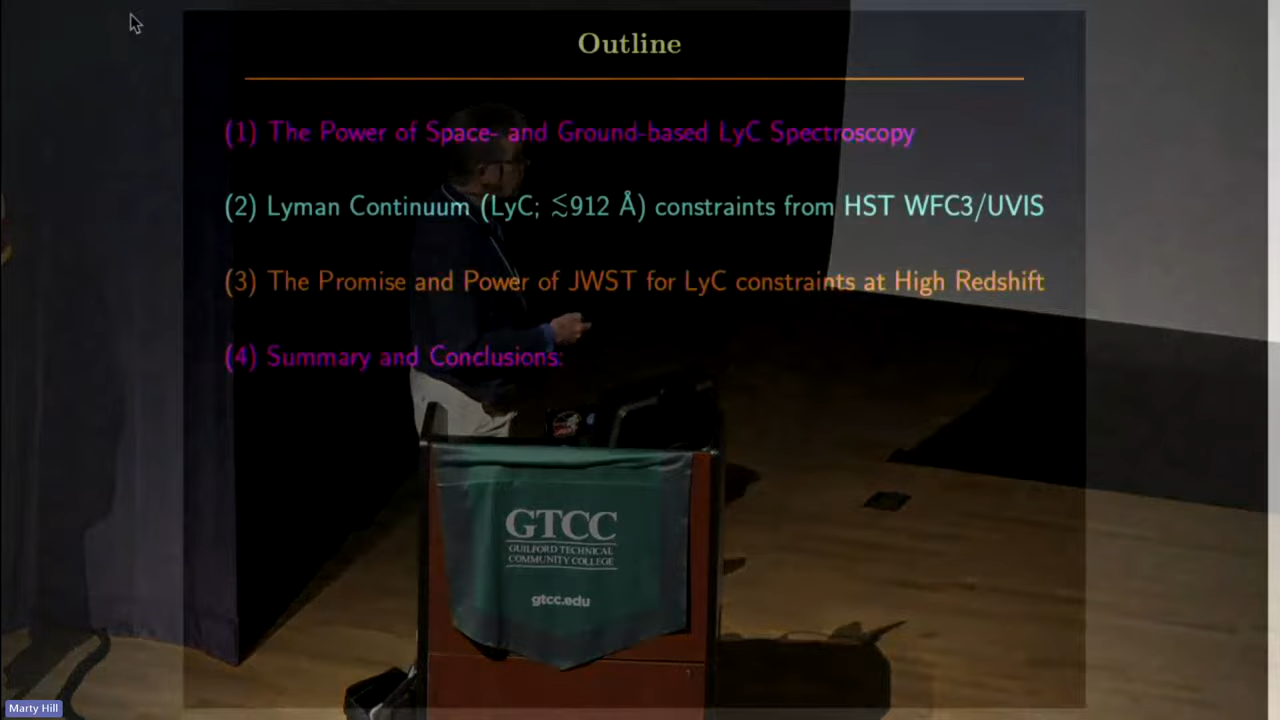 Outline
(1) The Power of Space- and Ground-based LyC Spectroscopy
(2) Lyman Continuum (LyC; ≲912 Å) constraints from HST WFC3/UVIS
(3) The Promise and Power of JWST for LyC constraints at High Redshift
(4) Summary and Conclusions:
GTCC
GUILFORD TECHNICAL
COMMUNITY COLLEGE
gtcc.edu
Marty Hill